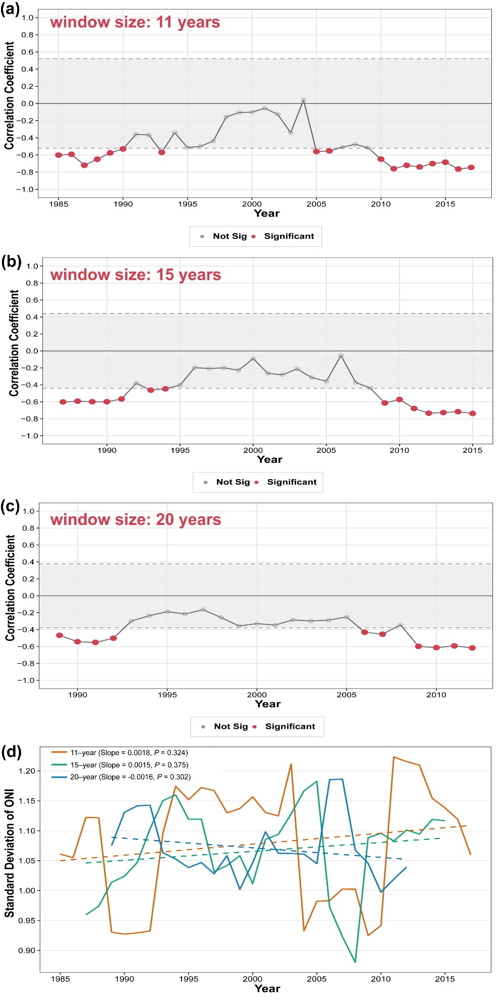 (a)
window size: 11 years
Correlation Coefficient
1.0
0.8
0.6
0.4
0.2
0.0
−0.2
−0.4
−0.6
−0.8
−1.0
1985 1990 1995 2000 2005 2010 2015
Year
Not Sig Significant
(b)
window size: 15 years
Correlation Coefficient
1.0
0.8
0.6
0.4
0.2
0.0
−0.2
−0.4
−0.6
−0.8
−1.0
1990 1995 2000 2005 2010 2015
Year
Not Sig Significant
(c)
window size: 20 years
Correlation Coefficient
1.0
0.8
0.6
0.4
0.2
0.0
−0.2
−0.4
−0.6
−0.8
−1.0
1990 1995 2000 2005 2010
Year
Not Sig Significant
(d)
11–year (Slope = 0.0018, P = 0.324)
15–year (Slope = 0.0015, P = 0.375)
20–year (Slope = -0.0016, P = 0.302)
Standard Deviation of ONI
1.20
1.15
1.10
1.05
1.00
0.95
0.90
1985 1990 1995 2000 2005 2010 2015
Year